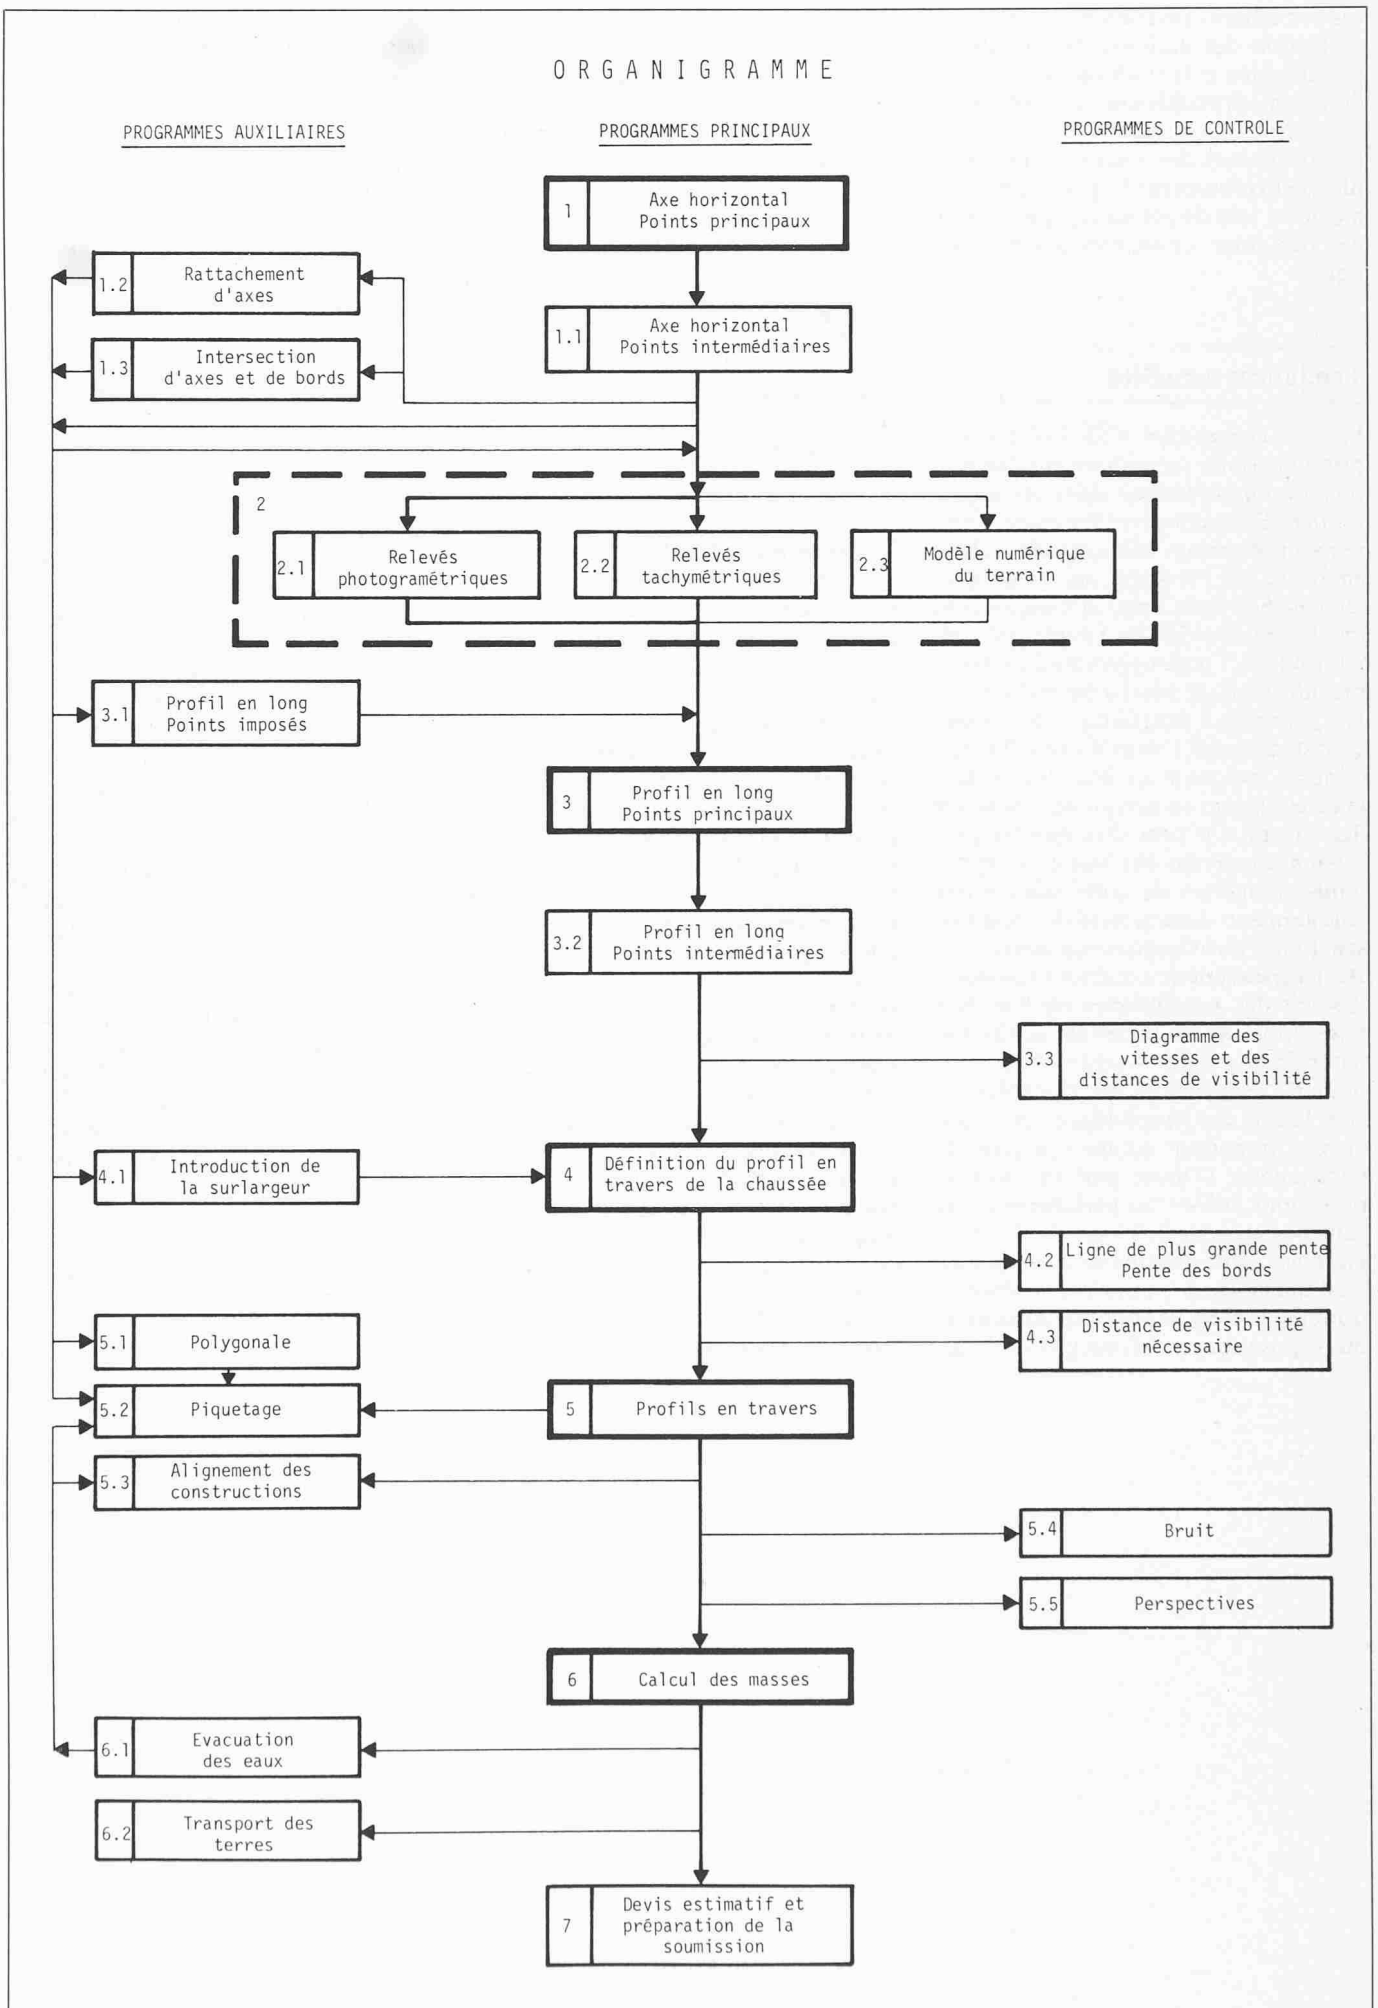 ORGANIGRAMME
PROGRAMMES AUXILIAIRES
PROGRAMMES PRINCIPAUX
PROGRAMMES DE CONTROLE
1
Axe horizontal
Points principaux
1.2
Rattachement
d'axes
1.1
Axe horizontal
Points intermédiaires
1.3
Intersection
d'axes et de bords
2
2.1
Relevés
photogramétriques
2.2
Relevés
tachymétriques
2.3
Modèle numérique
du terrain
3.1
Profil en long
Points imposés
3
Profil en long
Points principaux
3.2
Profil en long
Points intermédiaires
3.3
Diagramme des
vitesses et des
distances de visibilité
4.1
Introduction de
la surlargeur
4
Définition du profil en
travers de la chaussée
4.2
Ligne de plus grande pente
Pente des bords
4.3
Distance de visibilité
nécessaire
5.1
Polygonale
5.2
Piquetage
5
Profils en travers
5.3
Alignement des
constructions
5.4
Bruit
5.5
Perspectives
6
Calcul des masses
6.1
Evacuation
des eaux
6.2
Transport des
terres
7
Devis estimatif et
préparation de la
soumission